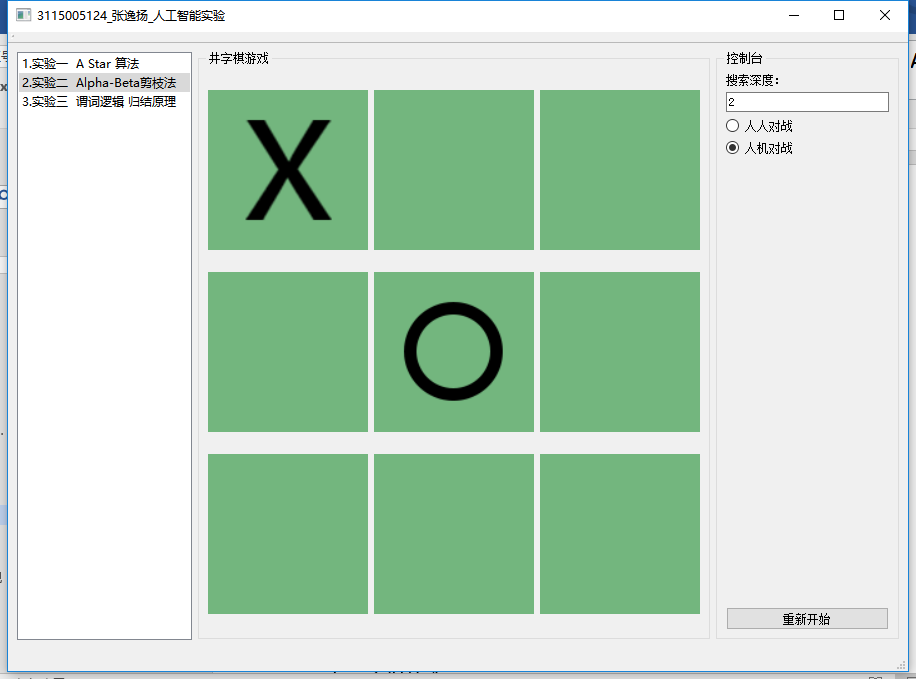 3115005124_张逸扬_人工智能实验
1.实验一 A Star 算法
2.实验二 Alpha-Beta剪枝法
3.实验三 谓词逻辑 归结原理
井字棋游戏
X
O
控制台
搜索深度：
2
人人对战
人机对战
重新开始